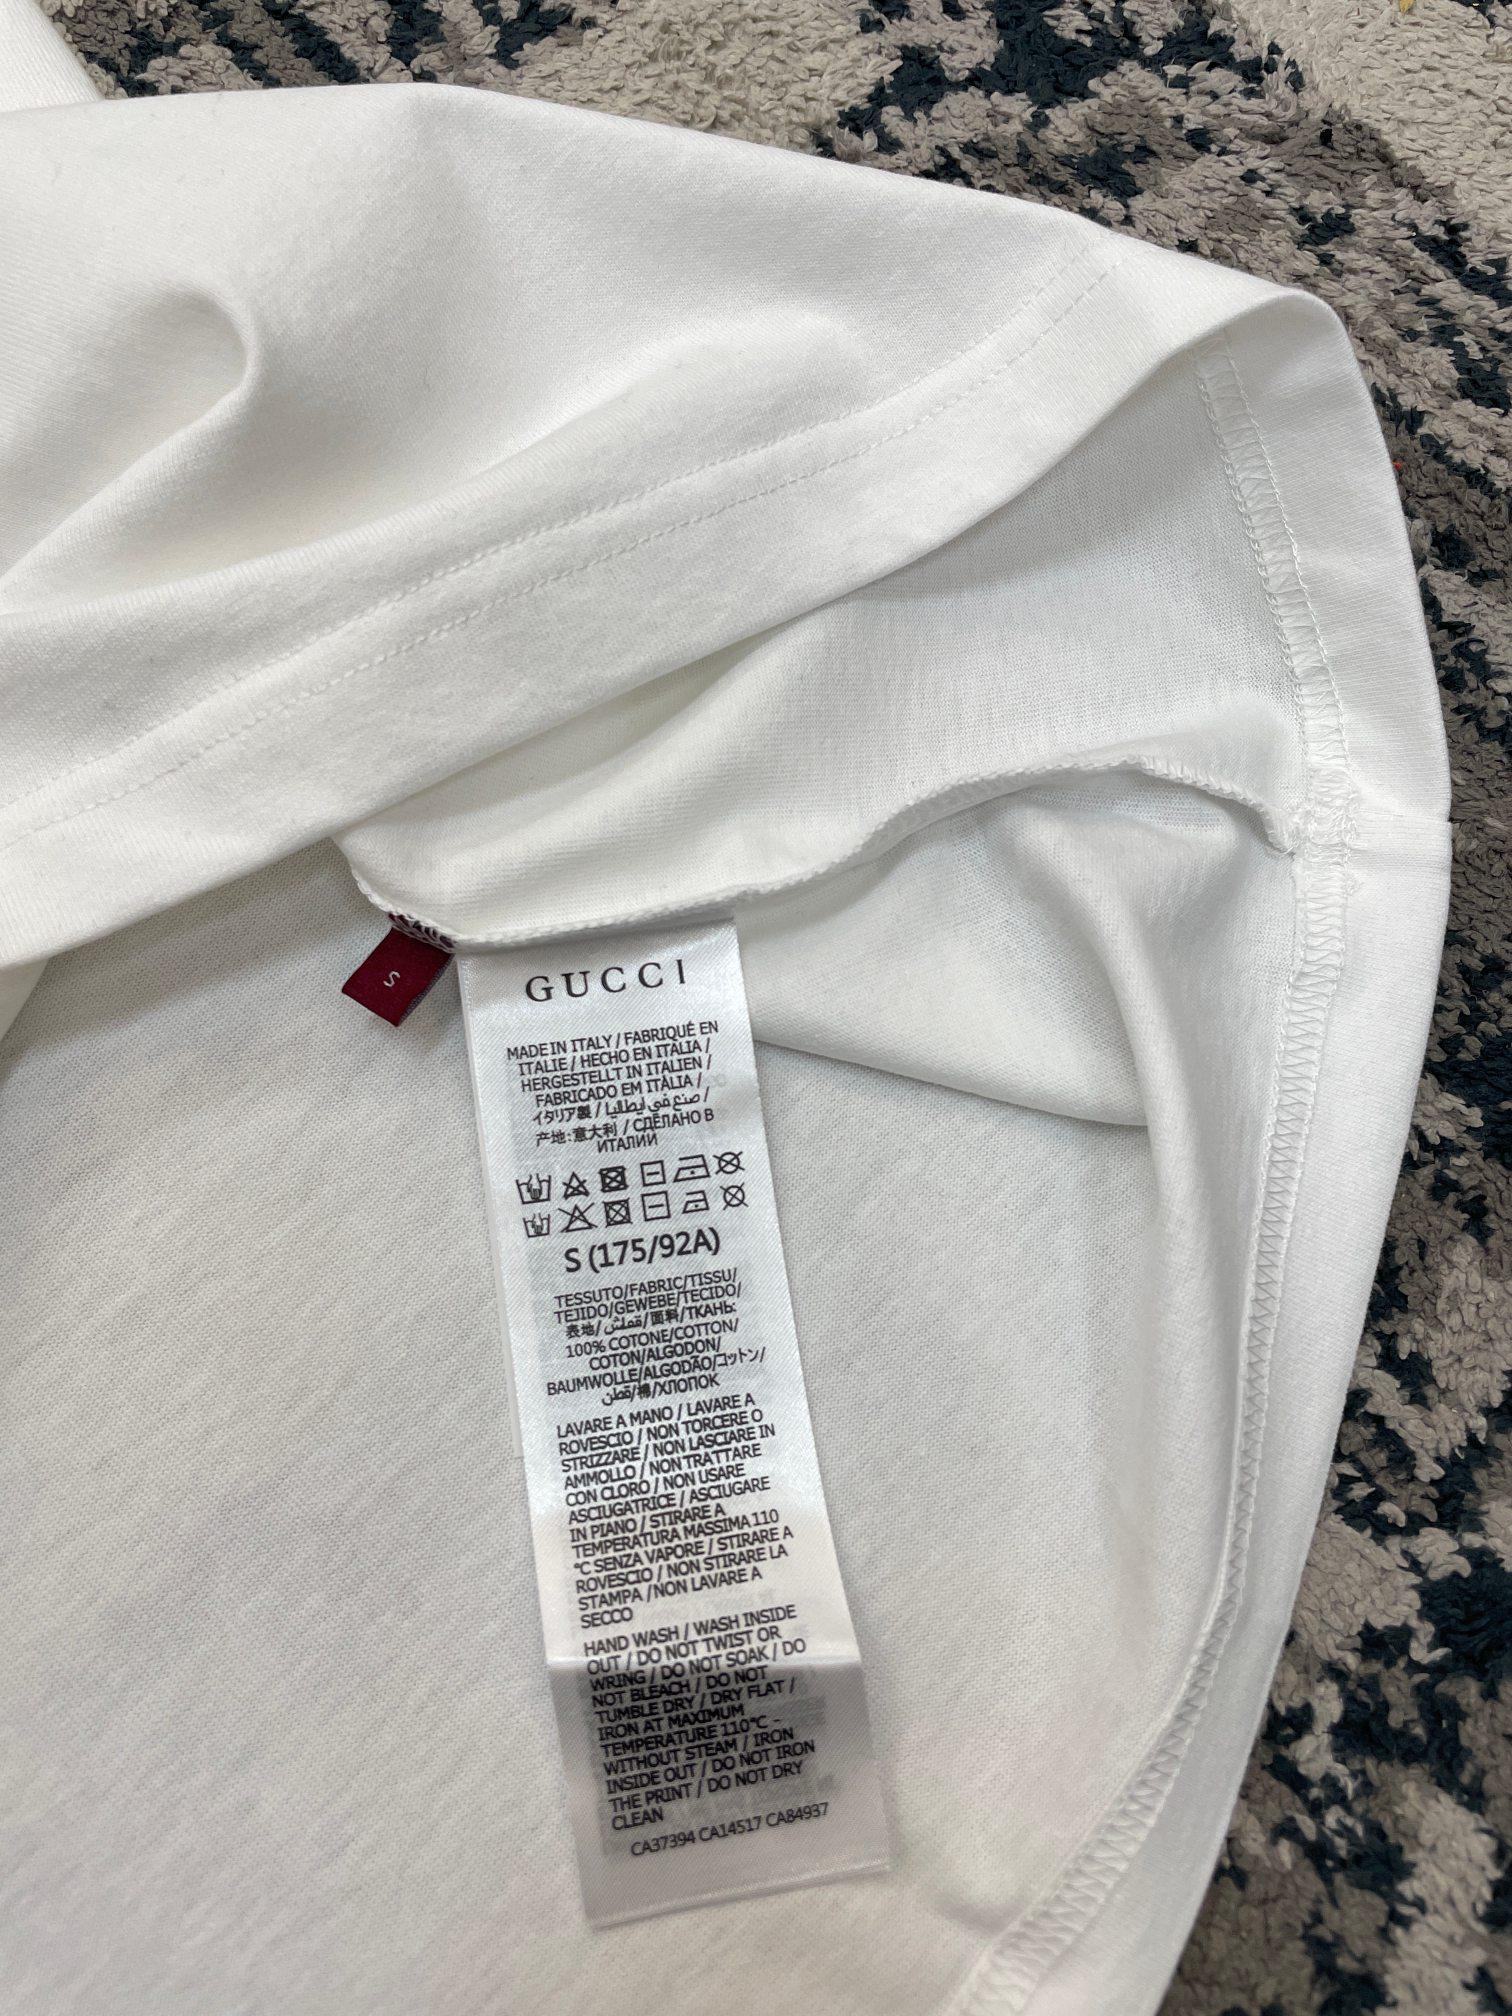 S
GUCCI
MADE IN ITALY / FABRIQUÉ EN
ITALIE / HECHO EN ITALIA /
HERGESTELLT IN ITALIEN /
FABRICADO EM ITÀLIA /
イタリア製 / صنع في ايطاليا /
产地:意大利 / СДЕЛАНО В
ИТАЛИИ
S (175/92A)
TESSUTO/FABRIC/TISSU/
TEJIDO/GEWEBE/TECIDO/
表地/قماش/面料/ТКАНЬ:
100% COTONE/COTTON/
COTON/ALGODON/
BAUMWOLLE/ALGODÃO/コットン/
قطن/棉/ХЛОПОК
LAVARE A MANO / LAVARE A
ROVESCIO / NON TORCERE O
STRIZZARE / NON LASCIARE IN
AMMOLLO / NON TRATTARE
CON CLORO / NON USARE
ASCIUGATRICE / ASCIUGARE
IN PIANO / STIRARE A
TEMPERATURA MASSIMA 110
°C SENZA VAPORE / STIRARE A
ROVESCIO / NON STIRARE LA
STAMPA /NON LAVARE A
SECCO
HAND WASH / WASH INSIDE
OUT / DO NOT TWIST OR
WRING / DO NOT SOAK / DO
NOT BLEACH / DO NOT
TUMBLE DRY / DRY FLAT /
IRON AT MAXIMUM
TEMPERATURE 110°C -
WITHOUT STEAM / IRON
INSIDE OUT / DO NOT IRON
THE PRINT / DO NOT DRY
CLEAN
CA37394 CA14517 CA84937